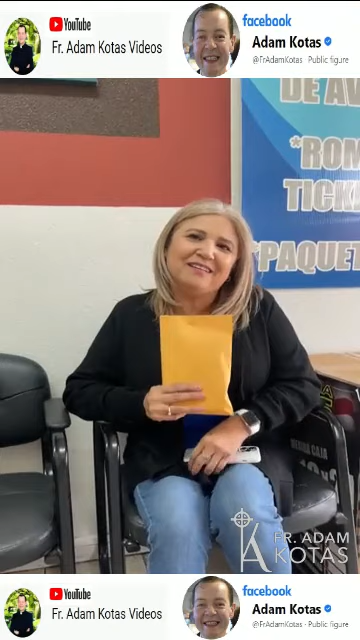 YouTube
Fr. Adam Kotas Videos
facebook
Adam Kotas
@FrAdamKotas · Public figure
DE AV
*ROM
TICK
*PAQUET
FR. ADAM
KOTAS
YouTube
Fr. Adam Kotas Videos
facebook
Adam Kotas
@FrAdamKotas · Public figure